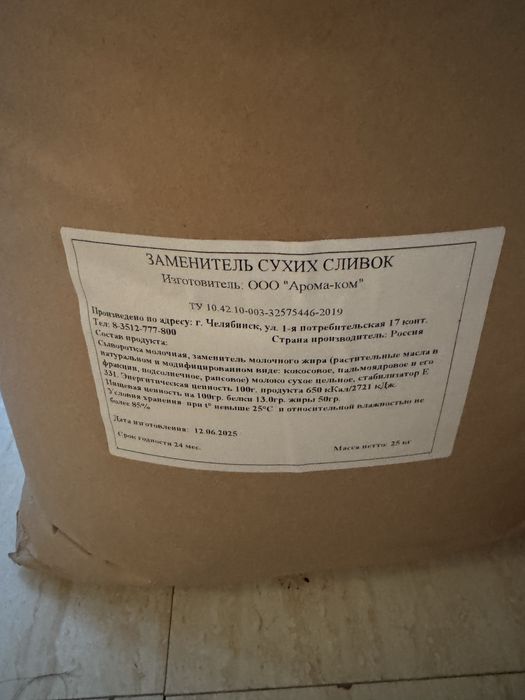 ЗАМЕНИТЕЛЬ СУХИХ СЛИВОК
Изготовитель: ООО "Арома-ком"
ТУ 10.42.10-003-32575446-2019
Произведено по адресу: г. Челябинск, ул. 1-я потребительская 17 конт.
Тел: 8-3512-777-800 Страна производитель: Россия
Состав продукта:
Сыворотка молочная, заменитель молочного жира (растительные масла в
натуральном и модифицированном виде: кокосовое, пальмоядровое и его
фракции, подсолнечное, рапсовое) молоко сухое цельное, стабилизатор Е
331. Энергитическая ценность 100г. продукта 650 кКал/2721 кДж.
Пищевая ценность на 100гр. белки 13.0гр. жиры 50гр.
Условия хранения при t° невыше 25°С и относительной влажностью не
более 85%
Дата изготовления: 12.06.2025
Срок годности 24 мес. Масса нетто: 25 кг